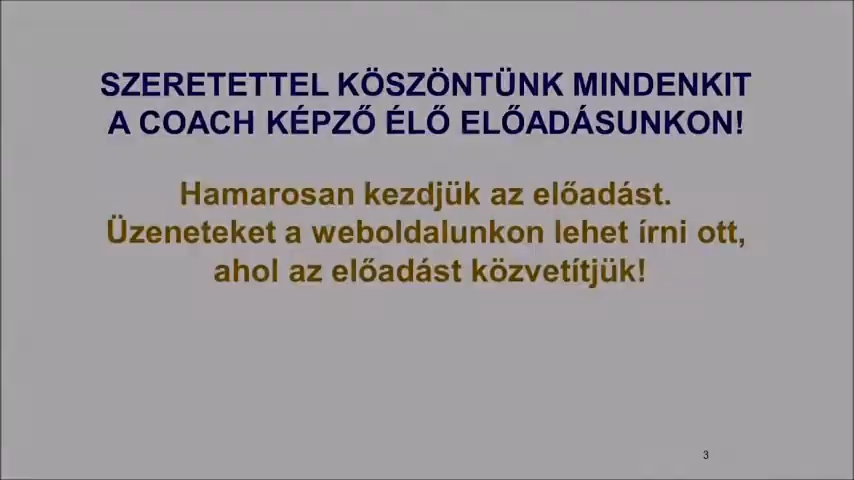 SZERETETTEL KÖSZÖNTÜNK MINDENKIT
A COACH KÉPZŐ ÉLŐ ELŐADÁSUNKON!
Hamarosan kezdjük az előadást.
Üzeneteket a weboldalunkon lehet írni ott,
ahol az előadást közvetítjük!
3